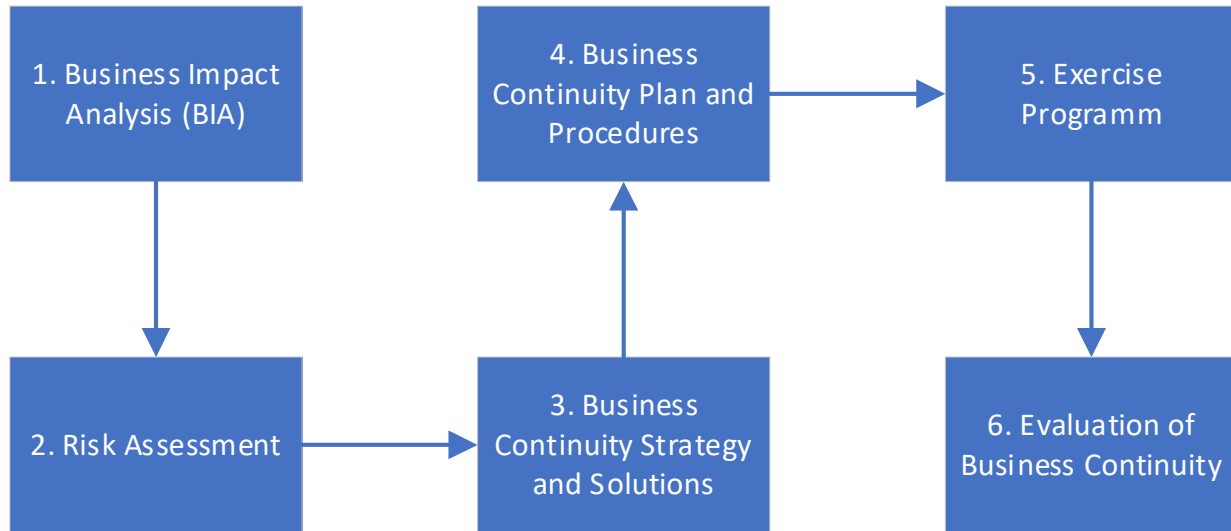 1. Business Impact
Analysis (BIA)
2. Risk Assessment
3. Business
Continuity Strategy
and Solutions
4. Business
Continuity Plan and
Procedures
5. Exercise
Programm
6. Evaluation of
Business Continuity